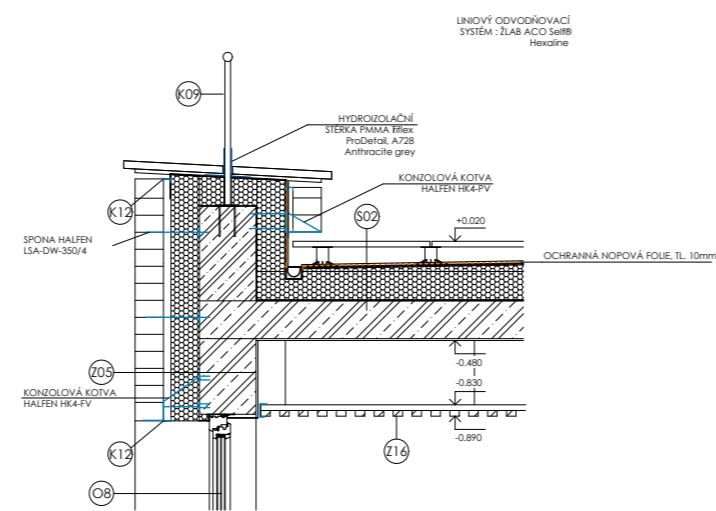 LINIOVÝ ODVODŇOVACÍ
SYSTÉM : ŽLAB ACO Self®
Hexaline
K09
HYDROIZOLAČNÍ
STĚRKA PMMA Triflex
ProDetail, A728
Anthracite grey
KONZOLOVÁ KOTVA
HALFEN HK4-PV
K12
S02
+0.020
SPONA HALFEN
LSA-DW-350/4
OCHRANNÁ NOPOVÁ FOLIE, TL. 10mm
-0.480
Z05
-0.830
KONZOLOVÁ KOTVA
HALFEN HK4-FV
-0.890
K12
Z16
O8